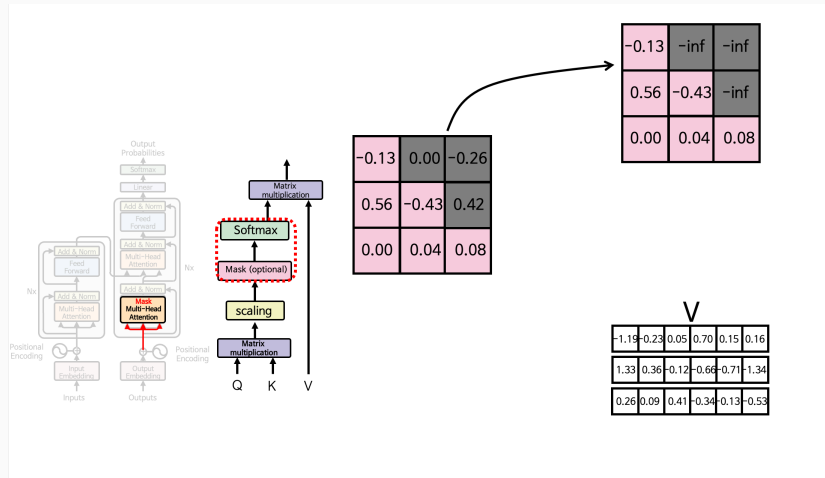 Output
Probabilities
Softmax
Linear
Add & Norm
Feed
Forward
Add & Norm
Multi-Head
Attention
Nx
Add & Norm
Mask
Multi-Head
Attention
Positional
Encoding
Output
Embedding
Outputs
Add & Norm
Feed
Forward
Nx
Add & Norm
Multi-Head
Attention
Positional
Encoding
Input
Embedding
Inputs
Matrix
multiplication
Softmax
Mask (optional)
scaling
Matrix
multiplication
Q K V
-0.13 0.00 -0.26
0.56 -0.43 0.42
0.00 0.04 0.08
-0.13 -inf -inf
0.56 -0.43 -inf
0.00 0.04 0.08
V
-1.19 -0.23 0.05 0.70 0.15 0.16
1.33 0.36 -0.12 -0.66 -0.71 -1.34
0.26 0.09 0.41 -0.34 -0.13 -0.53